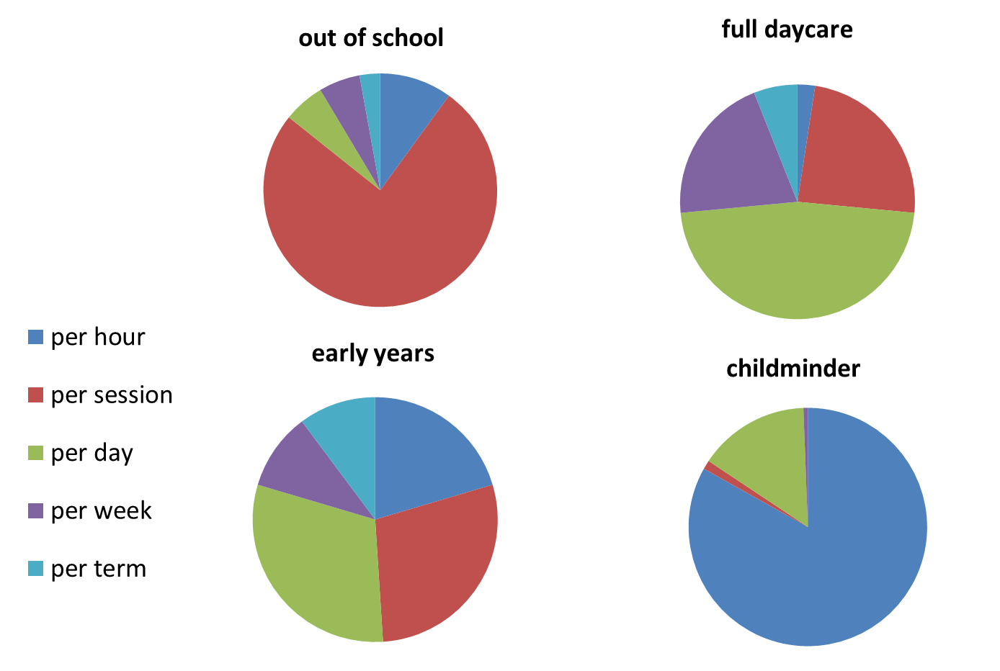 out of school
full daycare
per hour
per session
per day
per week
per term
early years
childminder